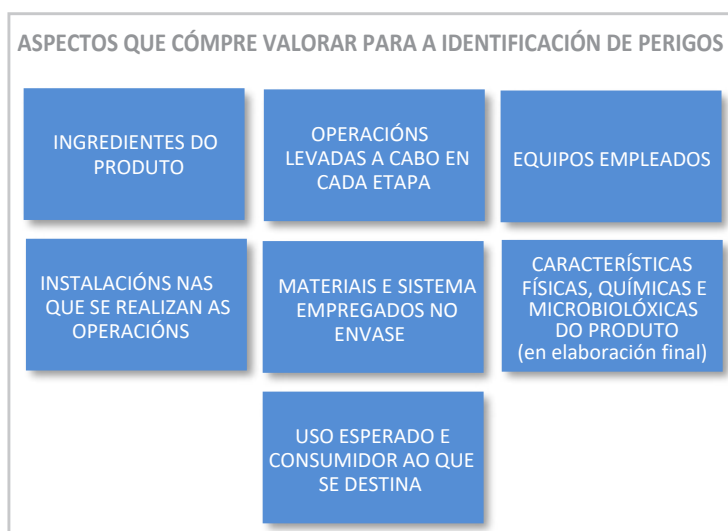 ASPECTOS QUE CÓMPRE VALORAR PARA A IDENTIFICACIÓN DE PERIGOS
INGREDIENTES DO
PRODUTO
OPERACIÓNS
LEVADAS A CABO EN
CADA ETAPA
EQUIPOS EMPLEADOS
INSTALACIÓNS NAS
QUE SE REALIZAN AS
OPERACIÓNS
MATERIAIS E SISTEMA
EMPREGADOS NO
ENVASE
CARACTERÍSTICAS
FÍSICAS, QUÍMICAS E
MICROBIOLÓXICAS
DO PRODUTO
(en elaboración final)
USO ESPERADO E
CONSUMIDOR AO QUE
SE DESTINA